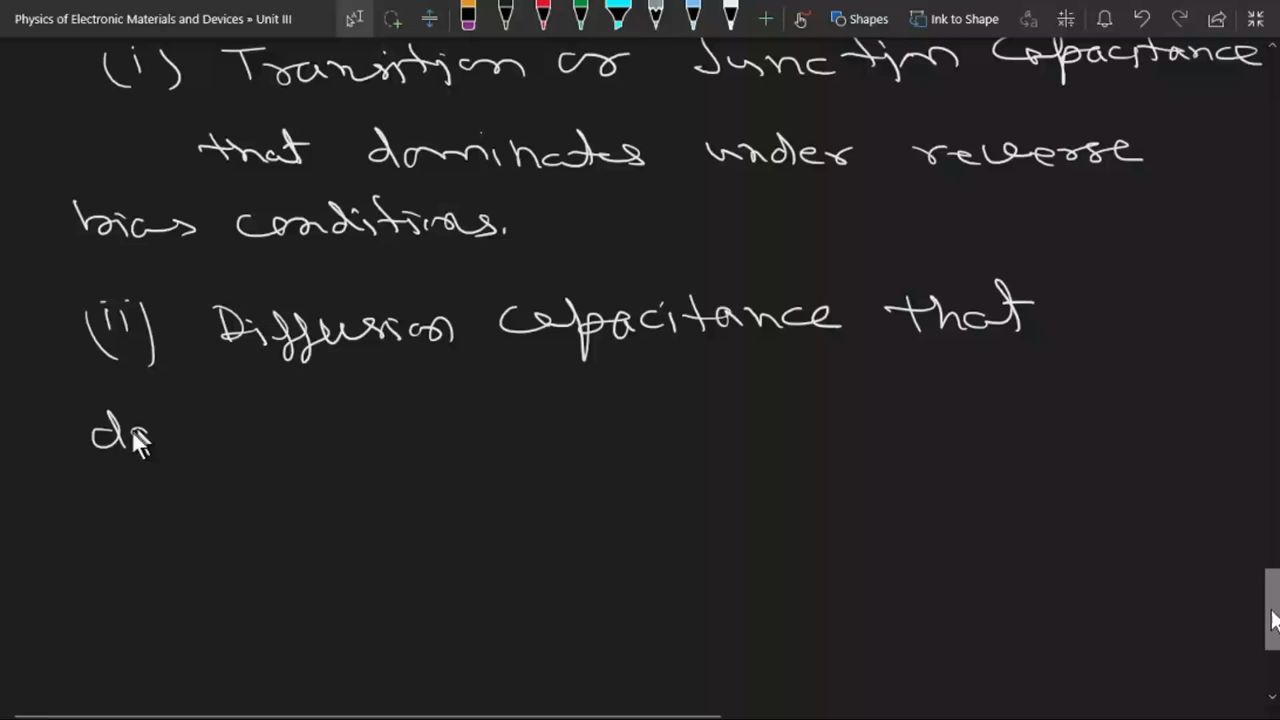 Physics of Electronic Materials and Devices » Unit III
Shapes
Ink to Shape
(i) Transition or Junction Capacitance
that dominates under reverse
bias conditions.
(ii) Diffusion capacitance that
do